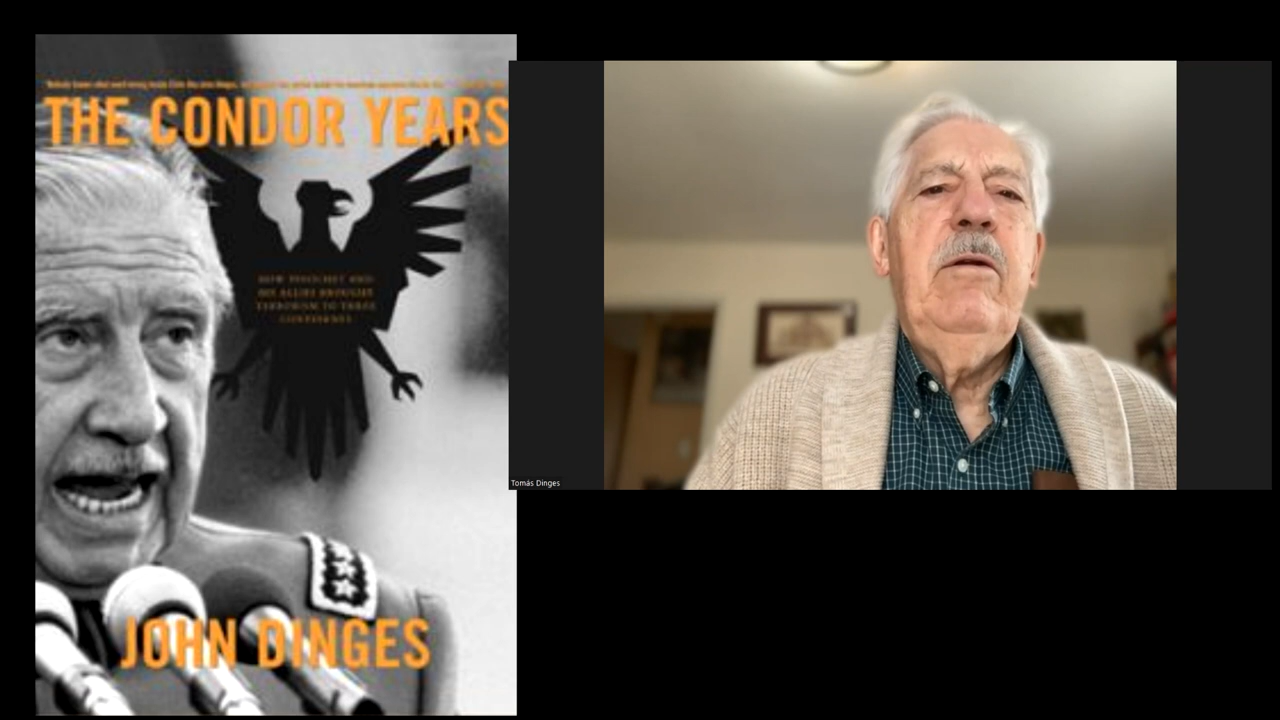 THE CONDOR YEARS
HOW PINOCHET AND
HIS ALLIES BROUGHT
TERRORISM TO THREE
CONTINENTS
JOHN DINGES
Tomás Dinges